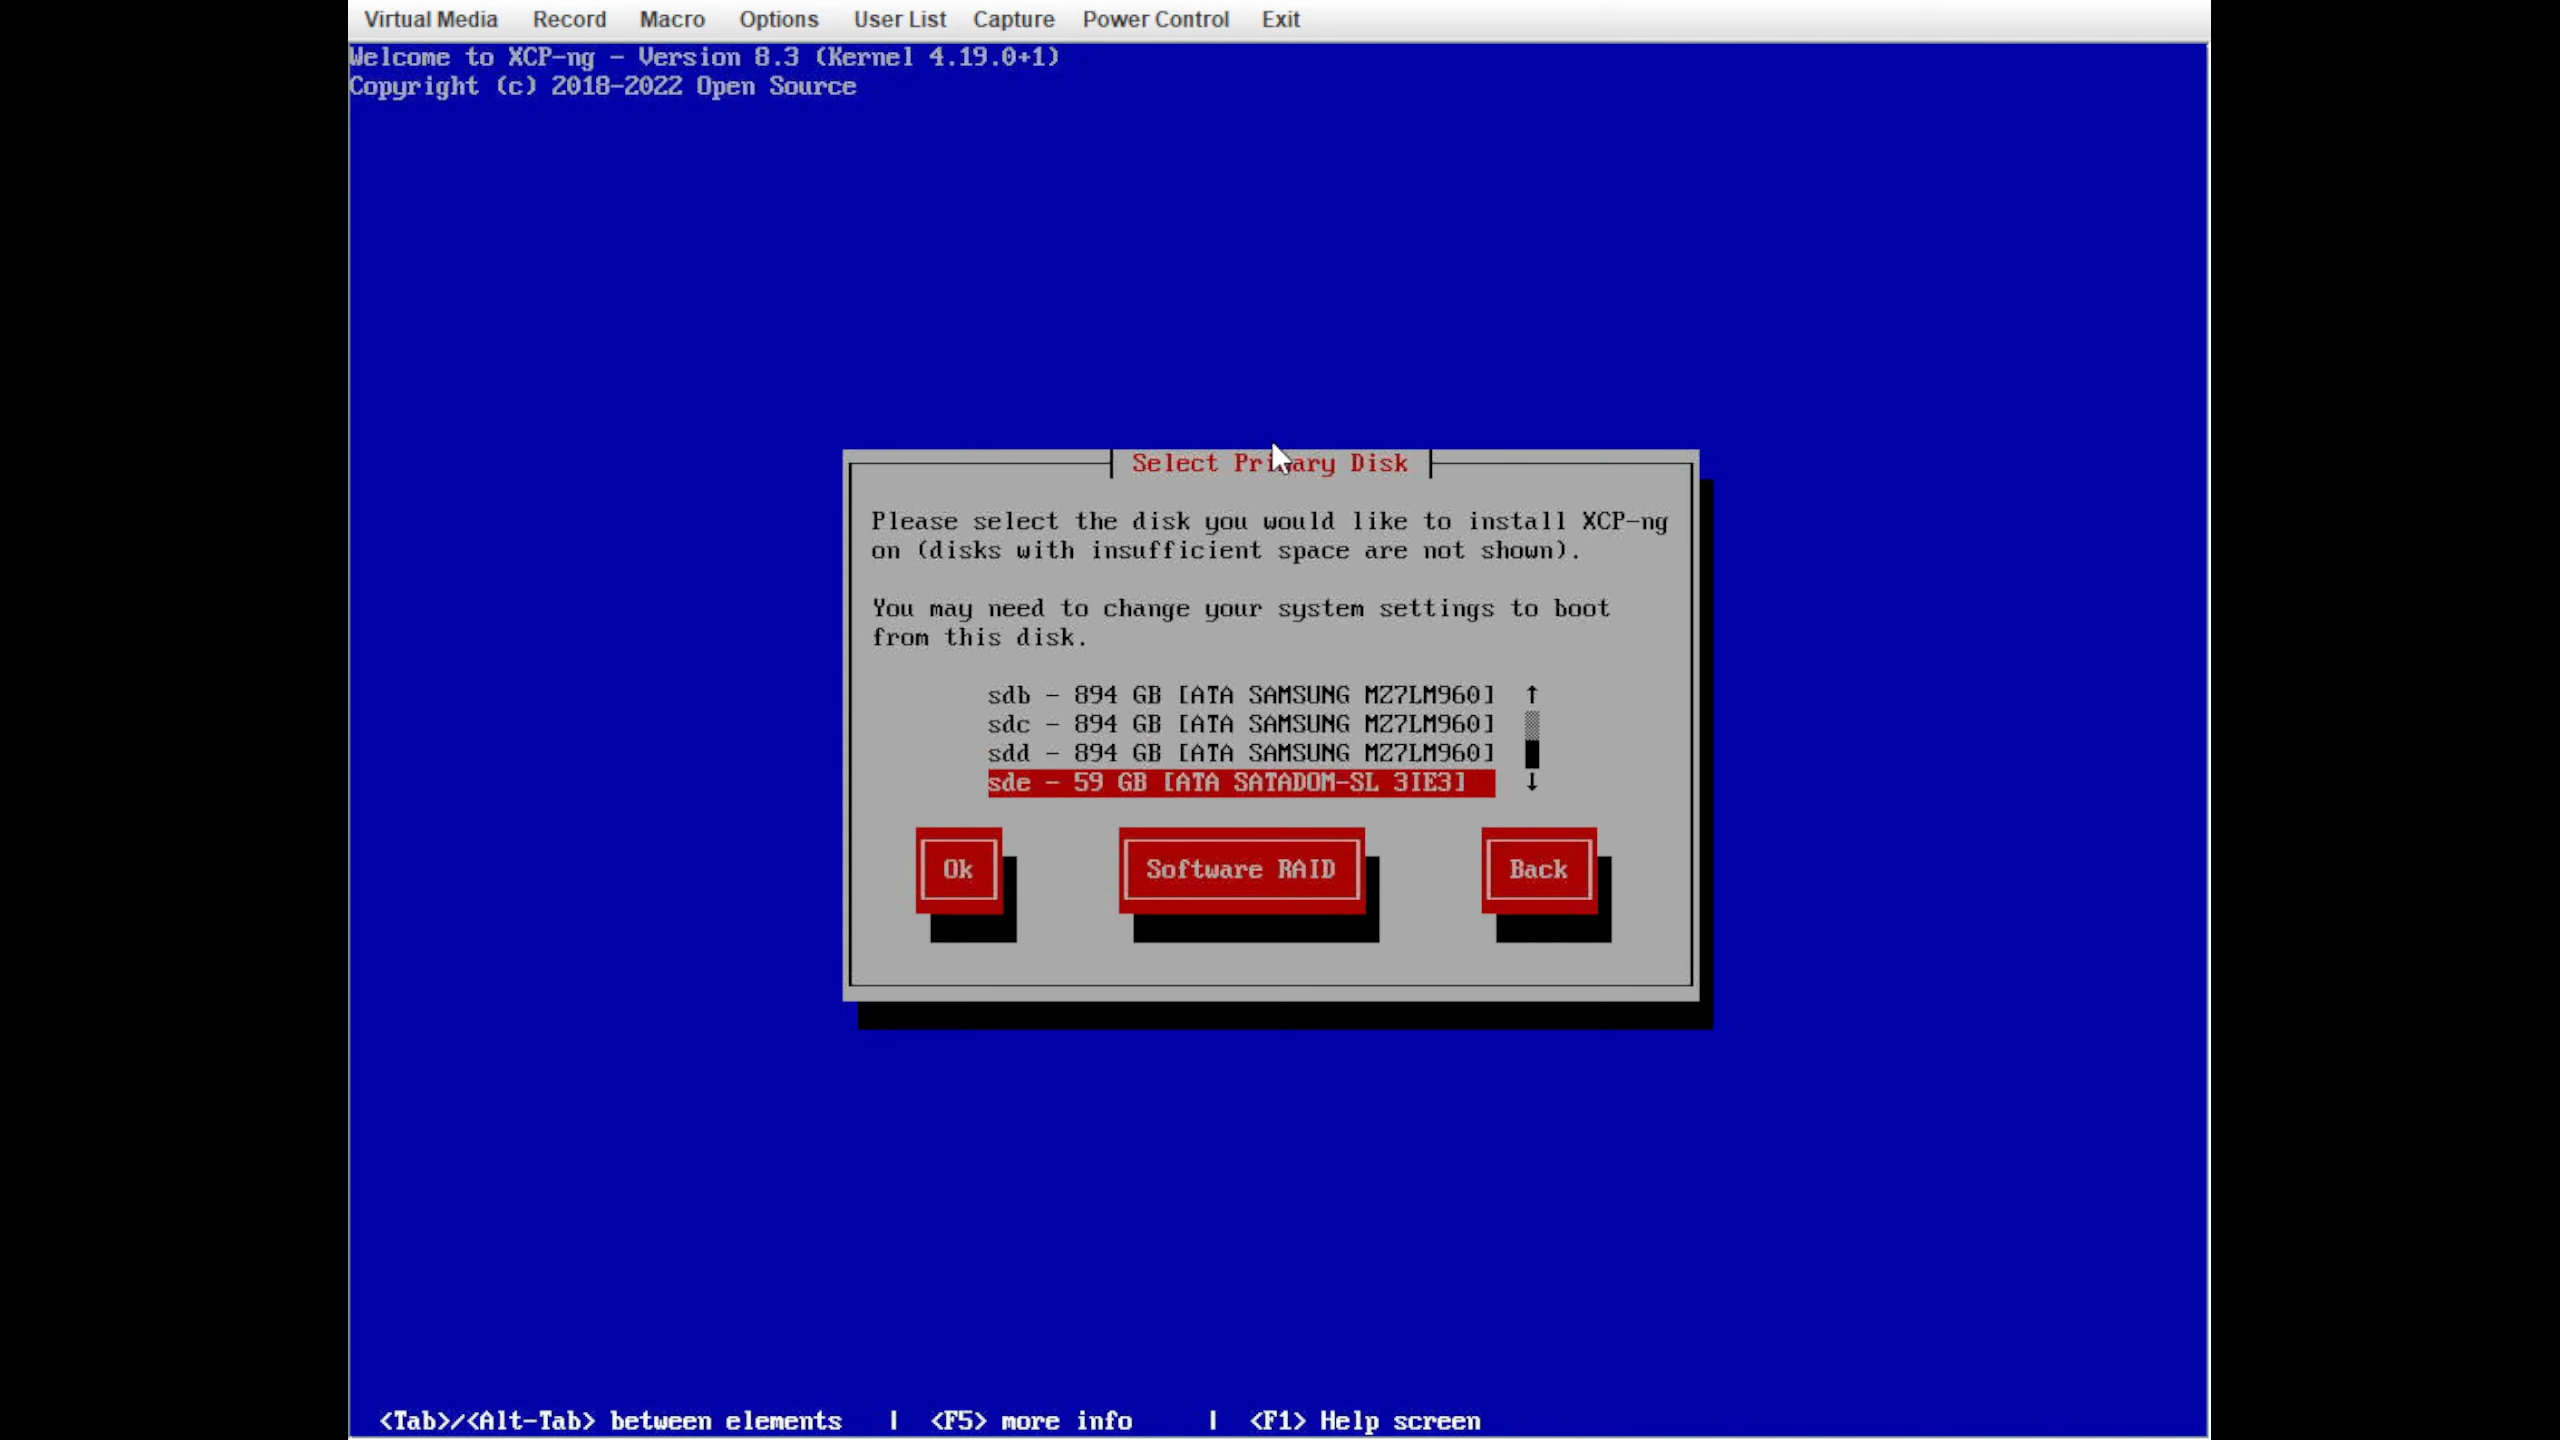 Virtual Media Record Macro Options User List Capture Power Control Exit
Welcome to XCP-ng - Version 8.3 (Kernel 4.19.0+1)
Copyright (c) 2018-2022 Open Source
Select Primary Disk
Please select the disk you would like to install XCP-ng
on (disks with insufficient space are not shown).
You may need to change your system settings to boot
from this disk.
sdb - 894 GB [ATA SAMSUNG MZ7LM960] ↑
sdc - 894 GB [ATA SAMSUNG MZ7LM960]
sdd - 894 GB [ATA SAMSUNG MZ7LM960]
sde - 59 GB [ATA SATADOM-SL 3IE3] ↓
Ok Software RAID Back
<Tab>/<Alt-Tab> between elements | <F5> more info | <F1> Help screen